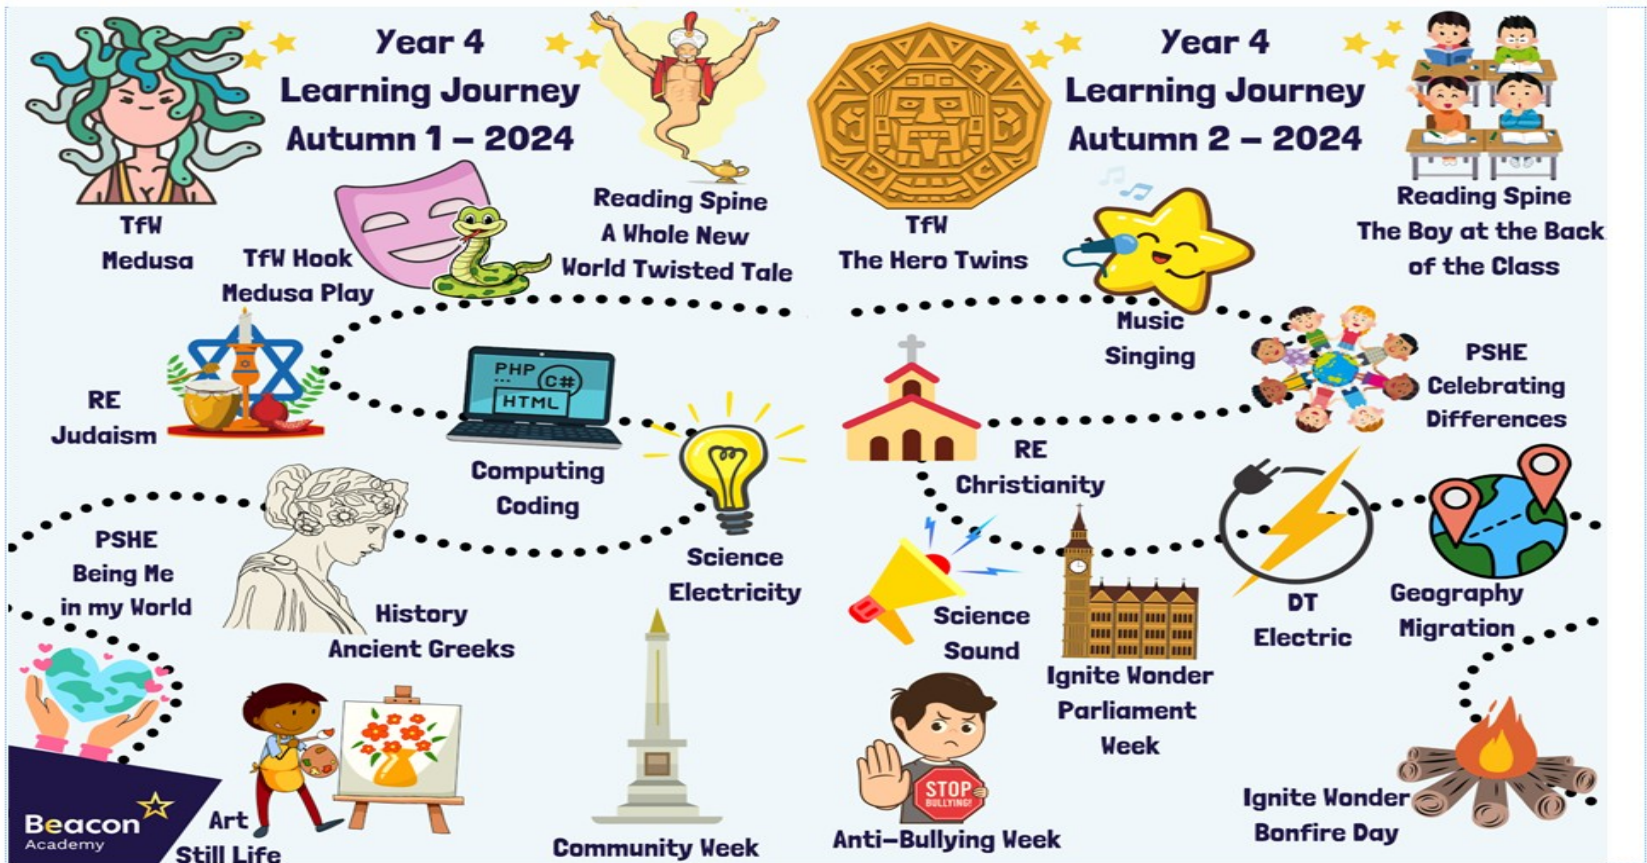 Year 4
Learning Journey
Autumn 1 – 2024
TfW
Medusa
TfW Hook
Medusa Play
Reading Spine
A Whole New
World Twisted Tale
RE
Judaism
PHP
C#
HTML
Computing
Coding
Science
Electricity
PSHE
Being Me
in my World
History
Ancient Greeks
Beacon
Academy
Art
Still Life
Community Week
Year 4
Learning Journey
Autumn 2 – 2024
TfW
The Hero Twins
Reading Spine
The Boy at the Back
of the Class
Music
Singing
PSHE
Celebrating
Differences
RE
Christianity
Science
Sound
Ignite Wonder
Parliament
Week
DT
Electric
Geography
Migration
STOP
BULLYING!
Anti-Bullying Week
Ignite Wonder
Bonfire Day